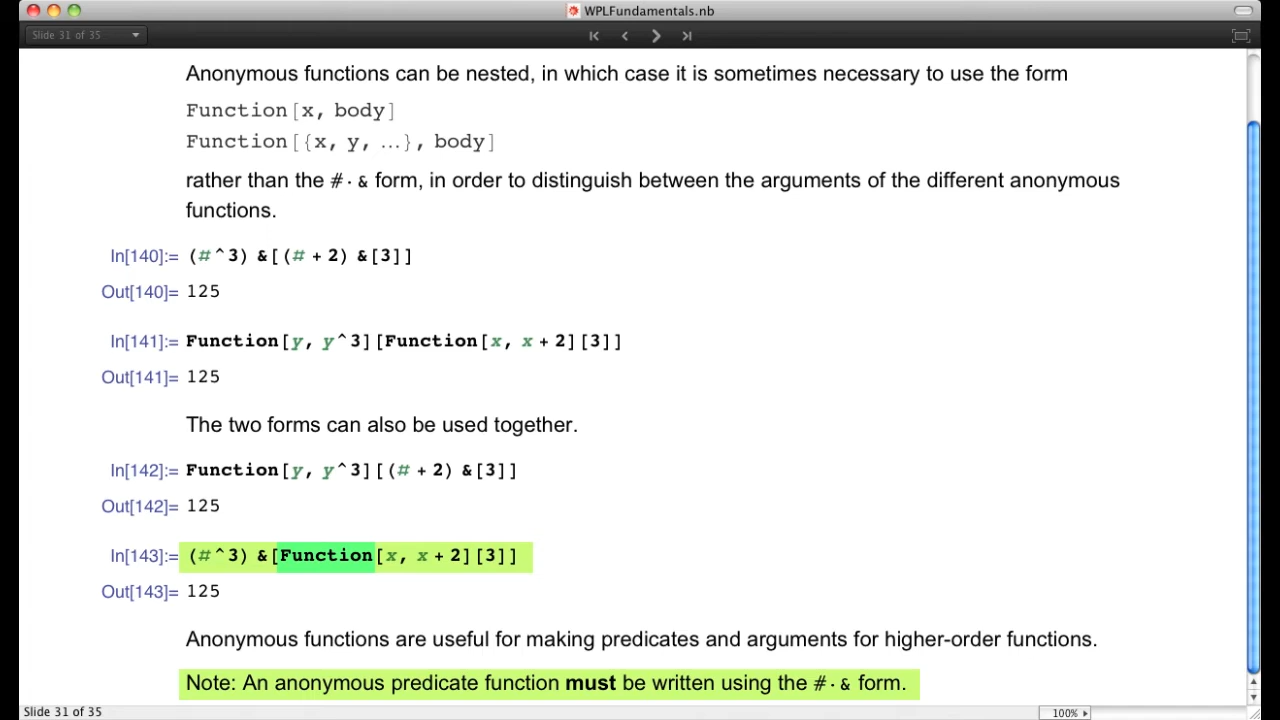 WPLFundamentals.nb
Slide 31 of 35
Anonymous functions can be nested, in which case it is sometimes necessary to use the form
Function[x, body]
Function[{x, y, …}, body]
rather than the #·& form, in order to distinguish between the arguments of the different anonymous
functions.
In[140]:= (#^3) &[(# + 2) &[3]]
Out[140]= 125
In[141]:= Function[y, y^3][Function[x, x + 2][3]]
Out[141]= 125
The two forms can also be used together.
In[142]:= Function[y, y^3][(# + 2) &[3]]
Out[142]= 125
In[143]:= (#^3) &[Function[x, x + 2][3]]
Out[143]= 125
Anonymous functions are useful for making predicates and arguments for higher-order functions.
Note: An anonymous predicate function must be written using the #·& form.
Slide 31 of 35
100%